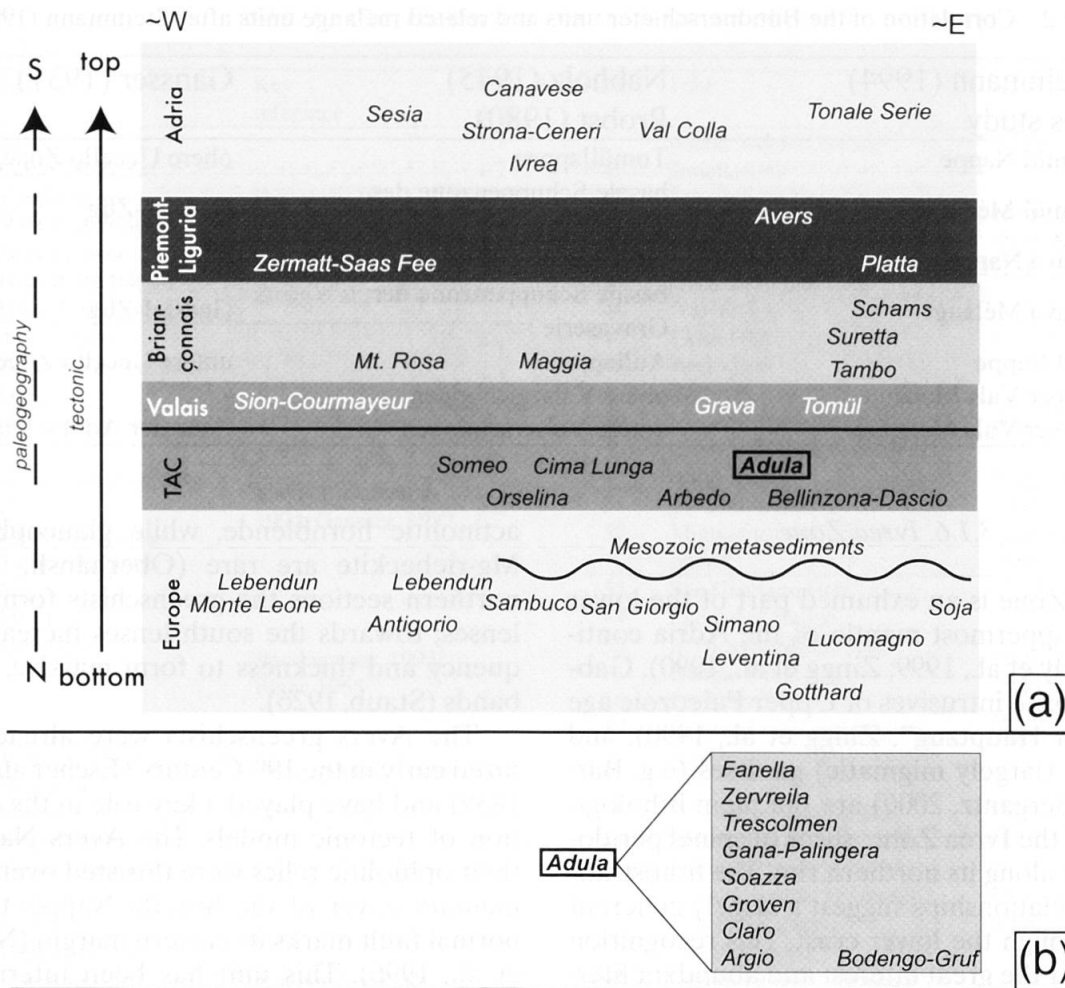 ~W ~E
S top
paleogeography
tectonic
N bottom
Adria
Canavese
Sesia
Tonale Serie
Strona-Ceneri Val Colla
Ivrea
Piemont-
Liguria
Avers
Zermatt-Saas Fee Platta
Brian-
çonnais
Schams
Suretta
Mt. Rosa Maggia Tambo
Valais Sion-Courmayeur Grava Tomül
TAC
Someo Cima Lunga Adula
Orselina Arbedo Bellinzona-Dascio
Europe
Mesozoic metasediments
Lebendun Lebendun
Monte Leone Sambuco San Giorgio Soja
Antigorio Simano
Lucomagno
Leventina
Gotthard
(a)
Adula
Fanella
Zervreila
Trescolmen
Gana-Palingera
Soazza
Groven
Claro
Argio Bodengo-Gruf
(b)